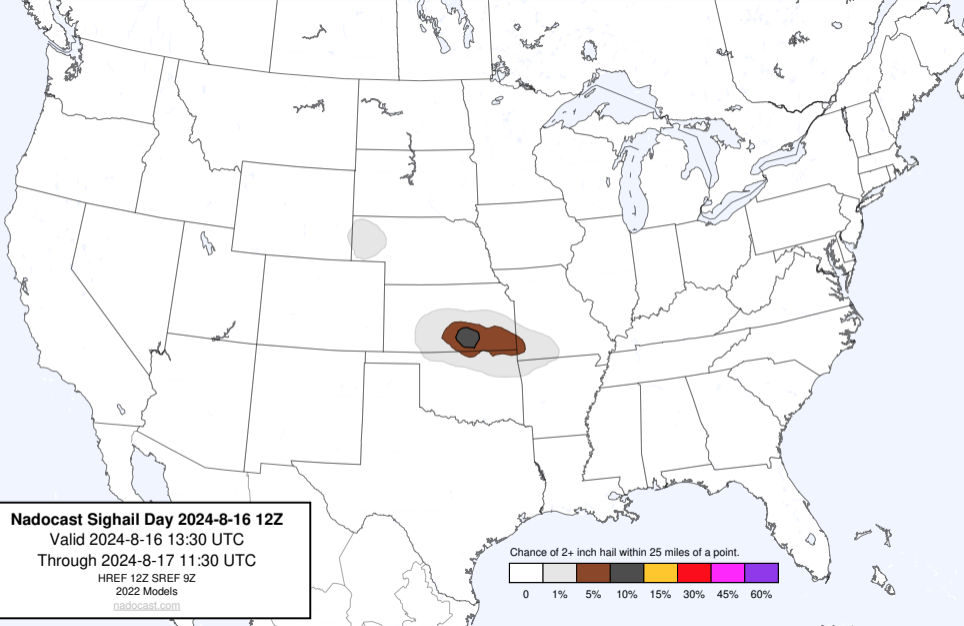 Nadocast Sighail Day 2024-8-16 12Z
Valid 2024-8-16 13:30 UTC
Through 2024-8-17 11:30 UTC
HREF 12Z SREF 9Z
2022 Models
nadocast.com
Chance of 2+ inch hail within 25 miles of a point.
0 1% 5% 10% 15% 30% 45% 60%